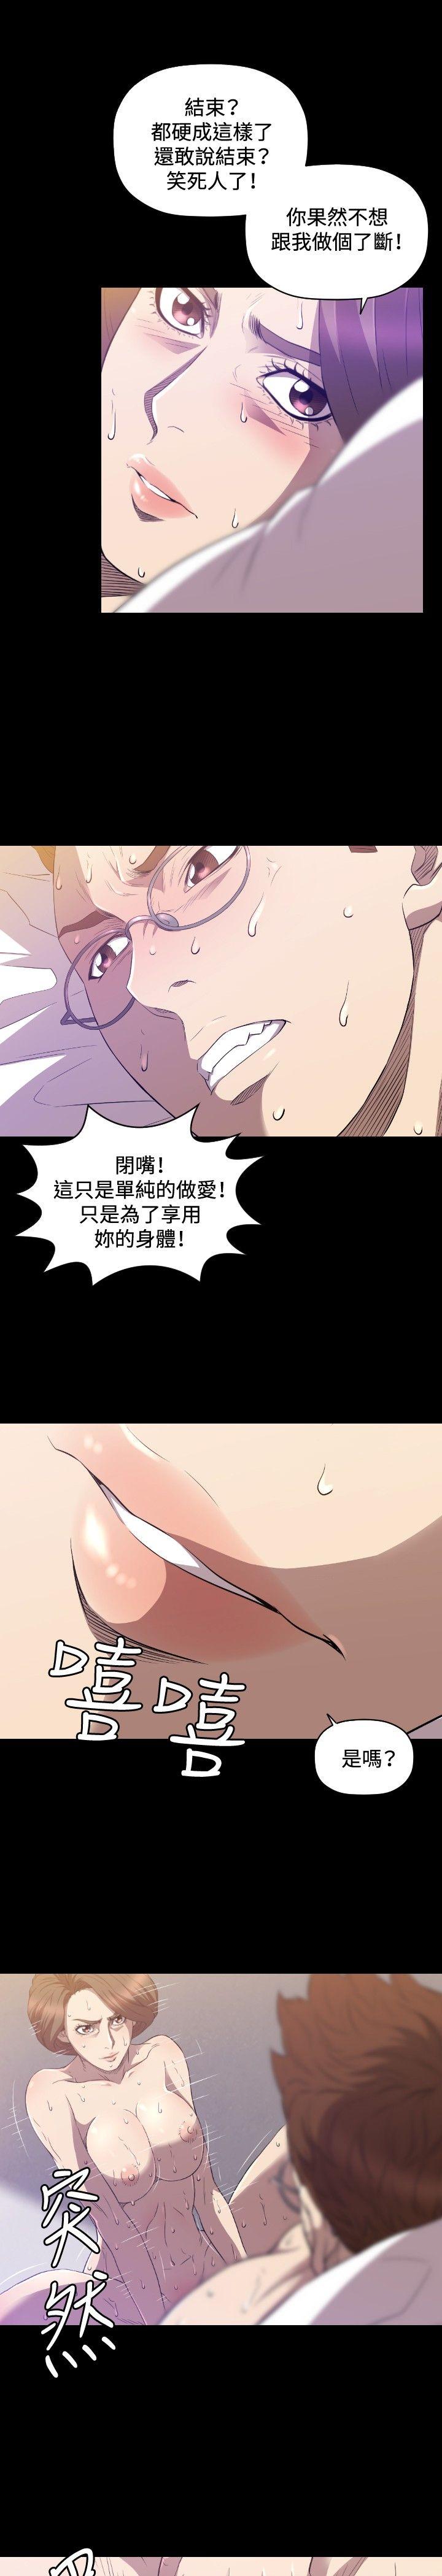 結束？
都硬成這樣了
還敢說結束？
笑死人了！
你果然不想
跟我做個了斷！
閉嘴！
這只是單純的做愛！
只是為了享用
妳的身體！
嘻嘻
是嗎？
突然